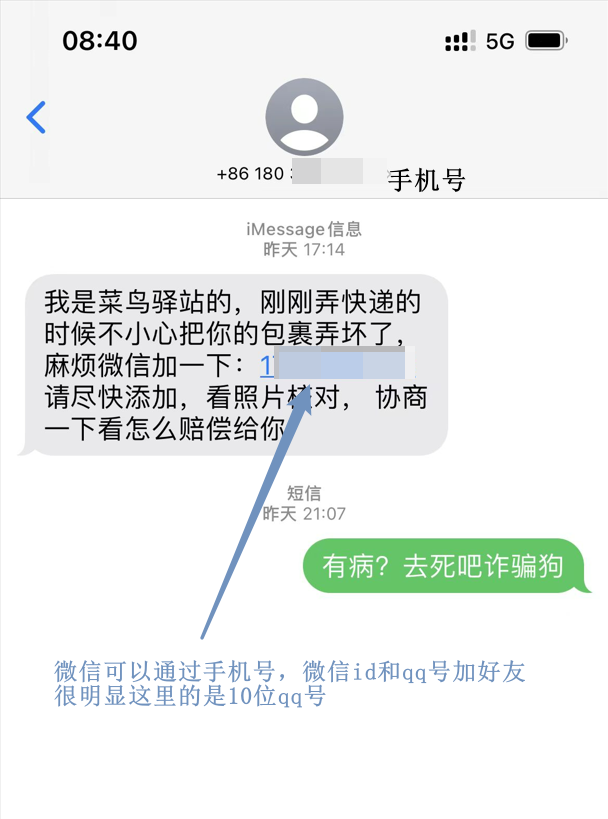 08:40
5G
+86 180
手机号
iMessage信息
昨天 17:14
我是菜鸟驿站的，刚刚弄快递的
时候不小心把你的包裹弄坏了，
麻烦微信加一下：1
请尽快添加，看照片核对， 协商
一下看怎么赔偿给你
短信
昨天 21:07
有病？去死吧诈骗狗
微信可以通过手机号，微信id和qq号加好友
很明显这里的是10位qq号